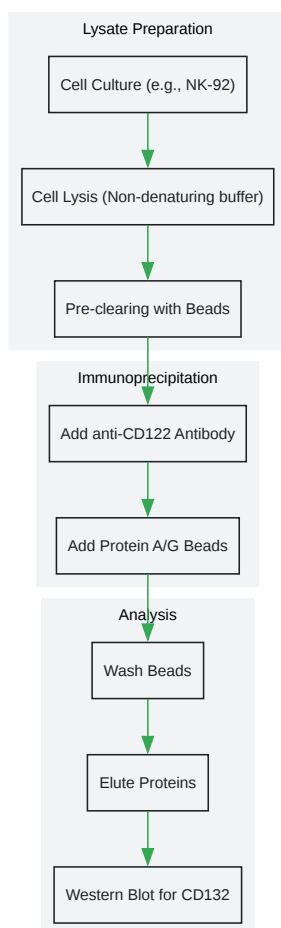 Lysate Preparation
Cell Culture (e.g., NK-92)
Cell Lysis (Non-denaturing buffer)
Pre-clearing with Beads
Immunoprecipitation
Add anti-CD122 Antibody
Add Protein A/G Beads
Analysis
Wash Beads
Elute Proteins
Western Blot for CD132